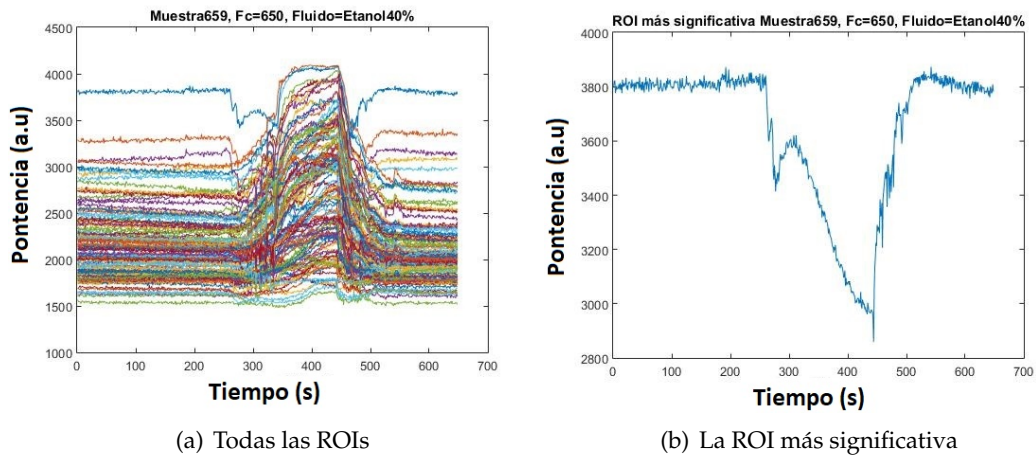 Muestra659, Fc=650, Fluido=Etanol40%
4500
4000
3500
3000
2500
2000
1500
1000
Pontencia (a.u)
0 100 200 300 400 500 600 700
Tiempo (s)
(a) Todas las ROIs
ROI más significativa Muestra659, Fc=650, Fluido=Etanol40%
4000
3800
3600
3400
3200
3000
2800
Pontencia (a.u)
0 100 200 300 400 500 600 700
Tiempo (s)
(b) La ROI más significativa